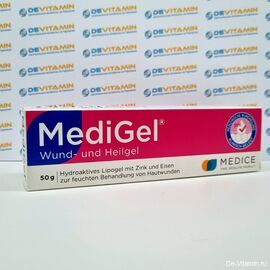 DEVITAMIN
MediGel®
Wund- und Heilgel
50 g
Hydroaktives Lipogel mit Zink und Eisen
zur feuchten Behandlung von Hautwunden
MEDICE
De-Vitamin.ru